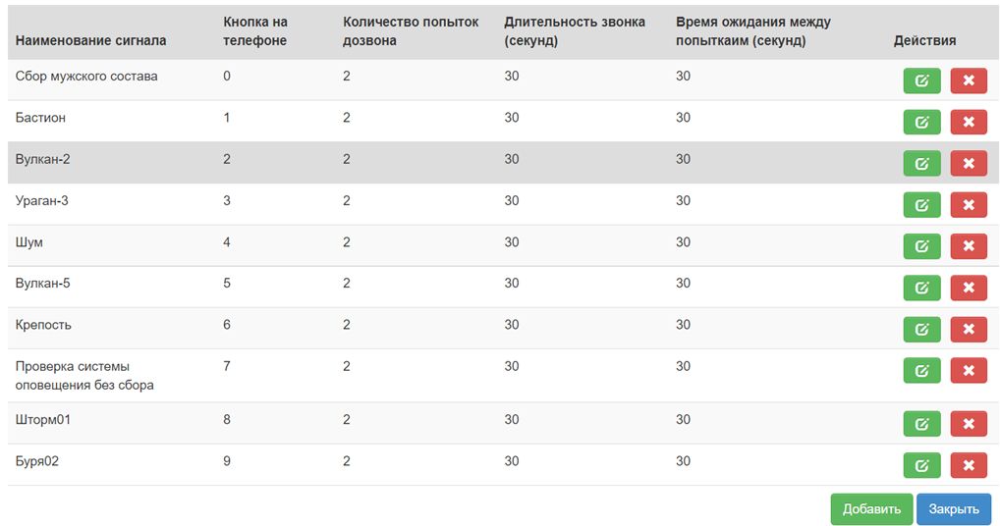 Наименование сигнала Кнопка на телефоне Количество попыток дозвона Длительность звонка (секунд) Время ожидания между попыткаим (секунд) Действия
Сбор мужского состава 0 2 30 30
Бастион 1 2 30 30
Вулкан-2 2 2 30 30
Ураган-3 3 2 30 30
Шум 4 2 30 30
Вулкан-5 5 2 30 30
Крепость 6 2 30 30
Проверка системы 7 2 30 30
оповещения без сбора
Шторм01 8 2 30 30
Буря02 9 2 30 30
Добавить Закрыть